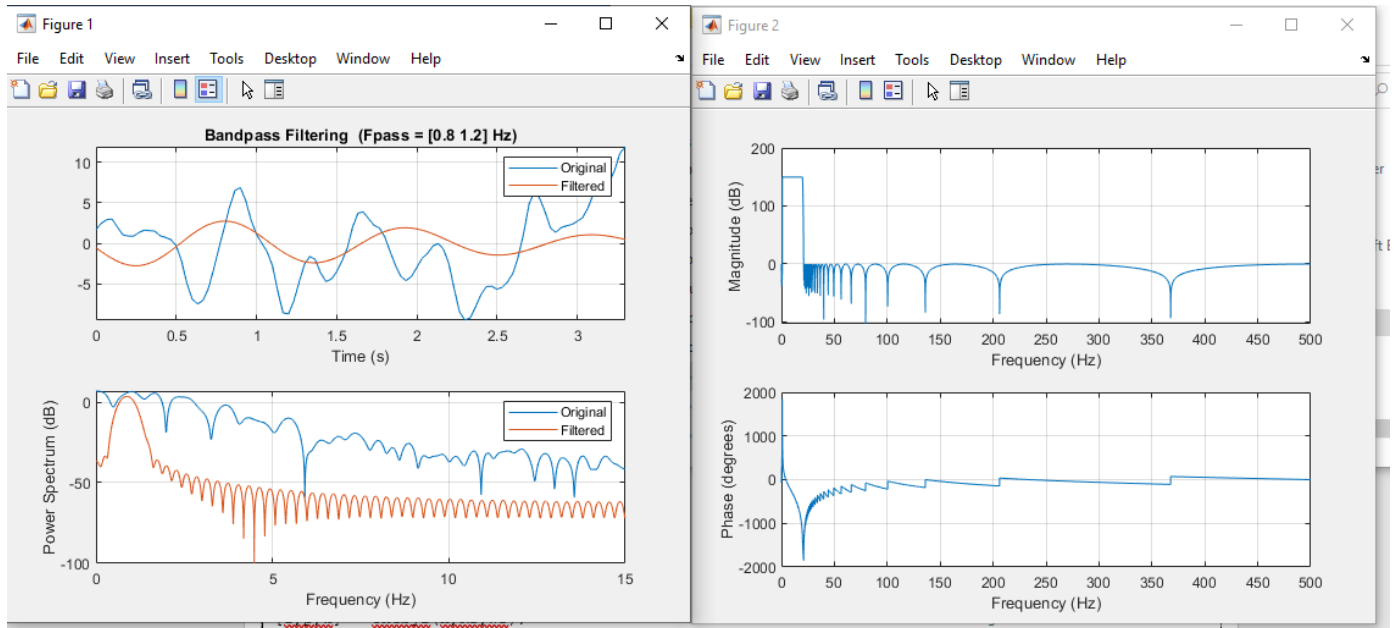 Figure 1
File Edit View Insert Tools Desktop Window Help
Bandpass Filtering (Fpass = [0.8 1.2] Hz)
10
5
0
-5
Original
Filtered
0 0.5 1 1.5 2 2.5 3
Time (s)
Power Spectrum (dB)
0
-50
-100
Original
Filtered
0 5 10 15
Frequency (Hz)
Figure 2
File Edit View Insert Tools Desktop Window Help
Magnitude (dB)
200
100
0
-100
0 50 100 150 200 250 300 350 400 450 500
Frequency (Hz)
Phase (degrees)
2000
1000
0
-1000
-2000
0 50 100 150 200 250 300 350 400 450 500
Frequency (Hz)
er